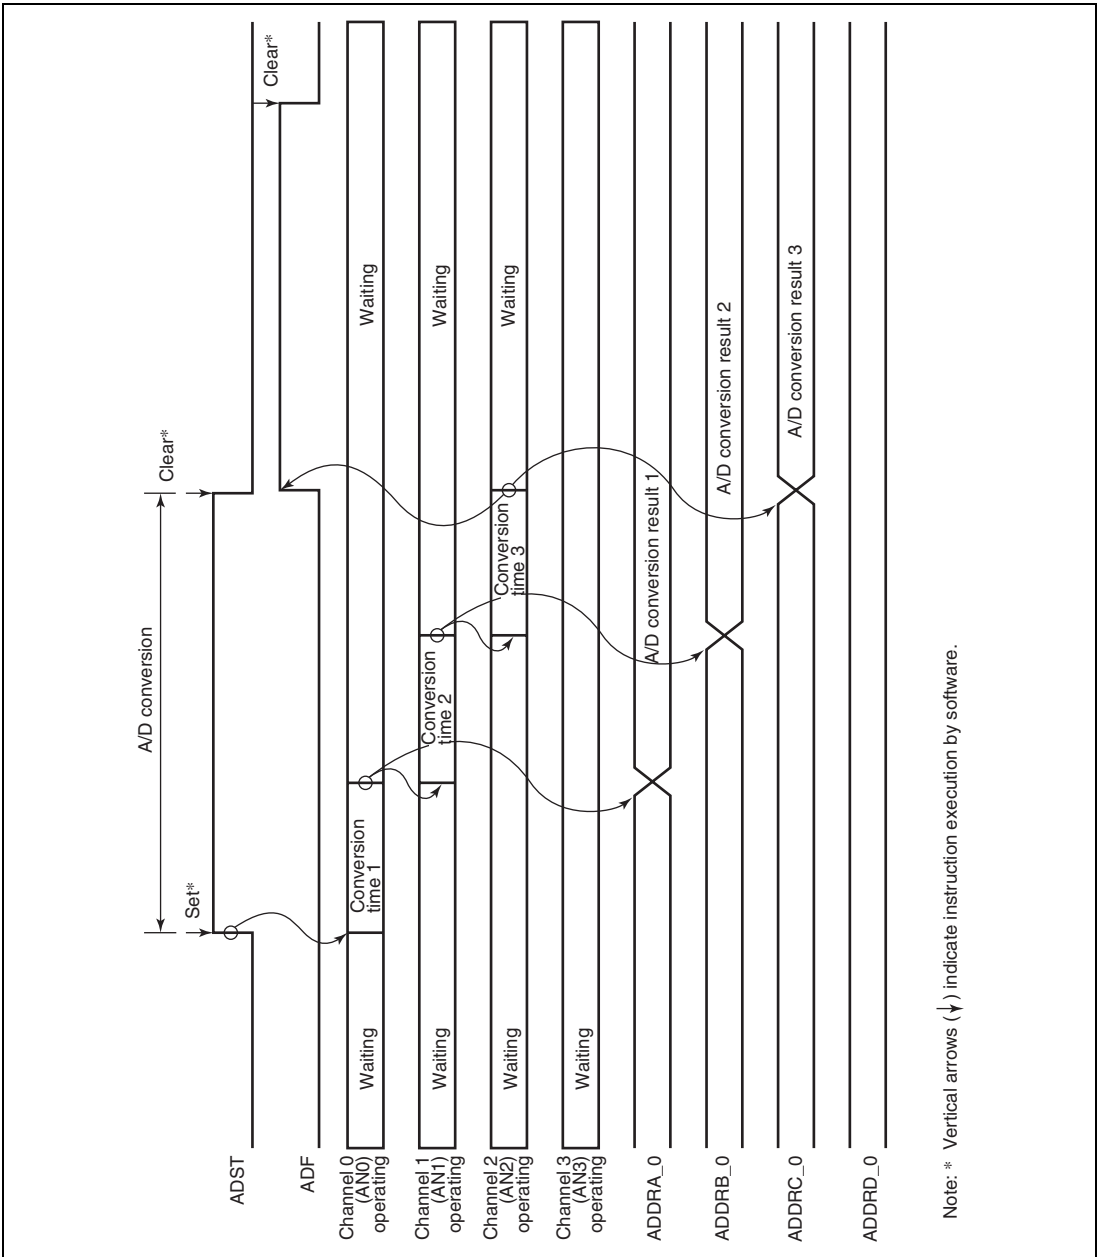 A/D conversion
Set*
Clear*
Clear*
ADST
ADF
Channel 0
(AN0)
operating
Waiting
Conversion
time 1
Waiting
Channel 1
(AN1)
operating
Waiting
Conversion
time 2
Waiting
Channel 2
(AN2)
operating
Waiting
Conversion
time 3
Waiting
Channel 3
(AN3)
operating
Waiting
ADDRA_0
A/D conversion result 1
ADDRB_0
A/D conversion result 2
ADDRC_0
A/D conversion result 3
ADDRD_0
Note: * Vertical arrows (↓) indicate instruction execution by software.